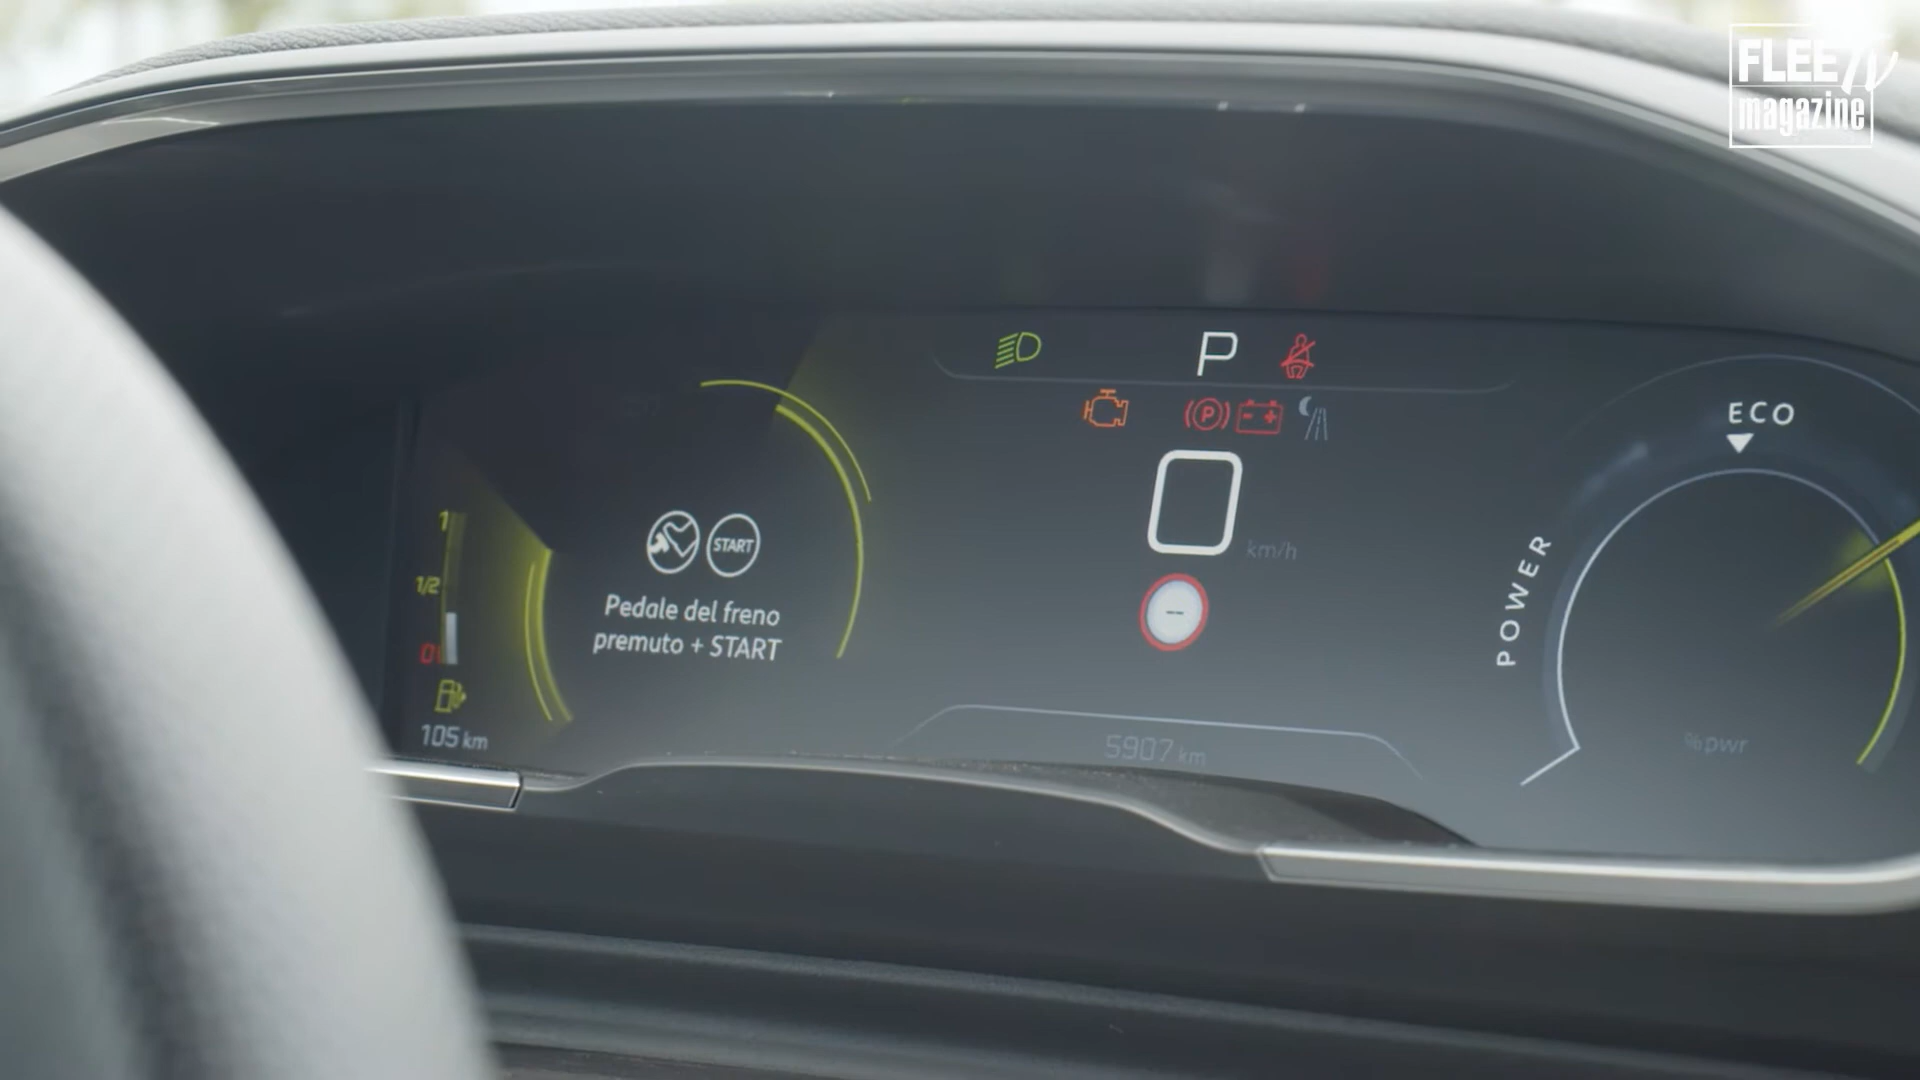 FLEET
magazine
P
ECO
P
0
km/h
START
1
1/2
0
Pedale del freno
premuto + START
POWER
105 km
5907 km
% pwr